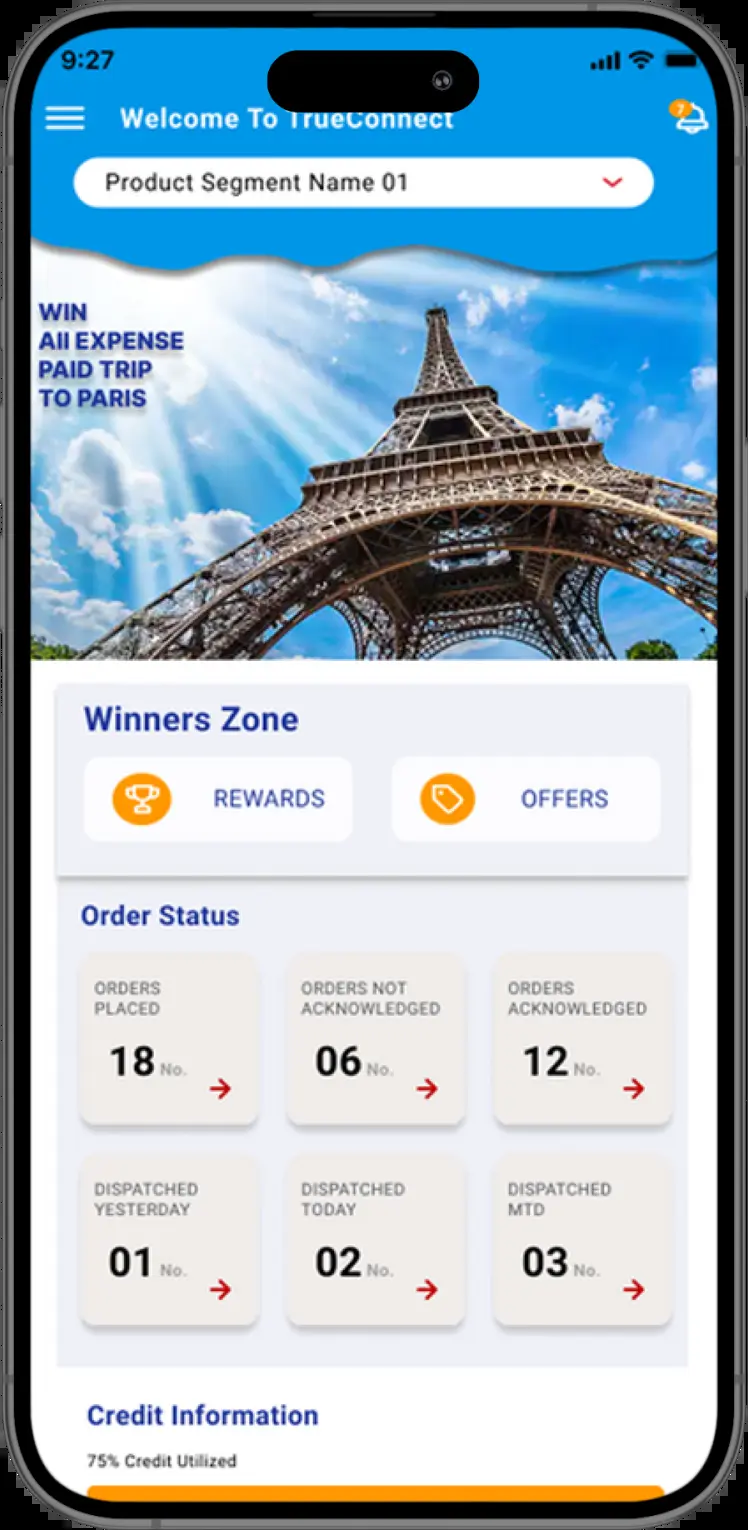 9:27
Welcome To TrueConnect
7
Product Segment Name 01
WIN
All EXPENSE
PAID TRIP
TO PARIS
Winners Zone
REWARDS
OFFERS
Order Status
ORDERS
PLACED
18 No.
ORDERS NOT
ACKNOWLEDGED
06 No.
ORDERS
ACKNOWLEDGED
12 No.
DISPATCHED
YESTERDAY
01 No.
DISPATCHED
TODAY
02 No.
DISPATCHED
MTD
03 No.
Credit Information
75% Credit Utilized